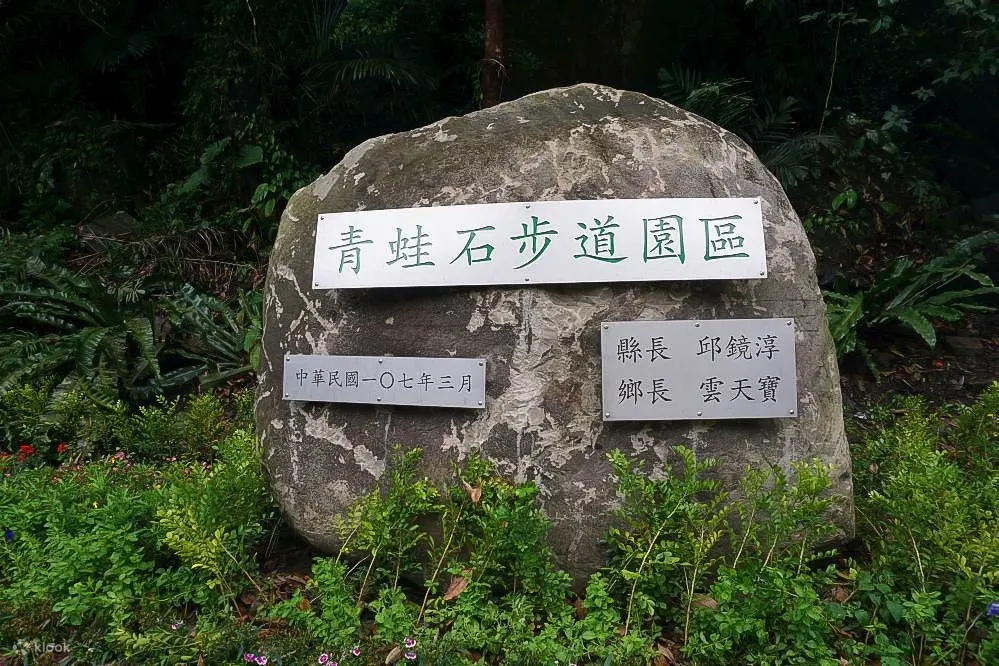 青蛙石步道園區
中華民國一〇七年三月
縣長 邱鏡淳
鄉長 雲天寶
klook